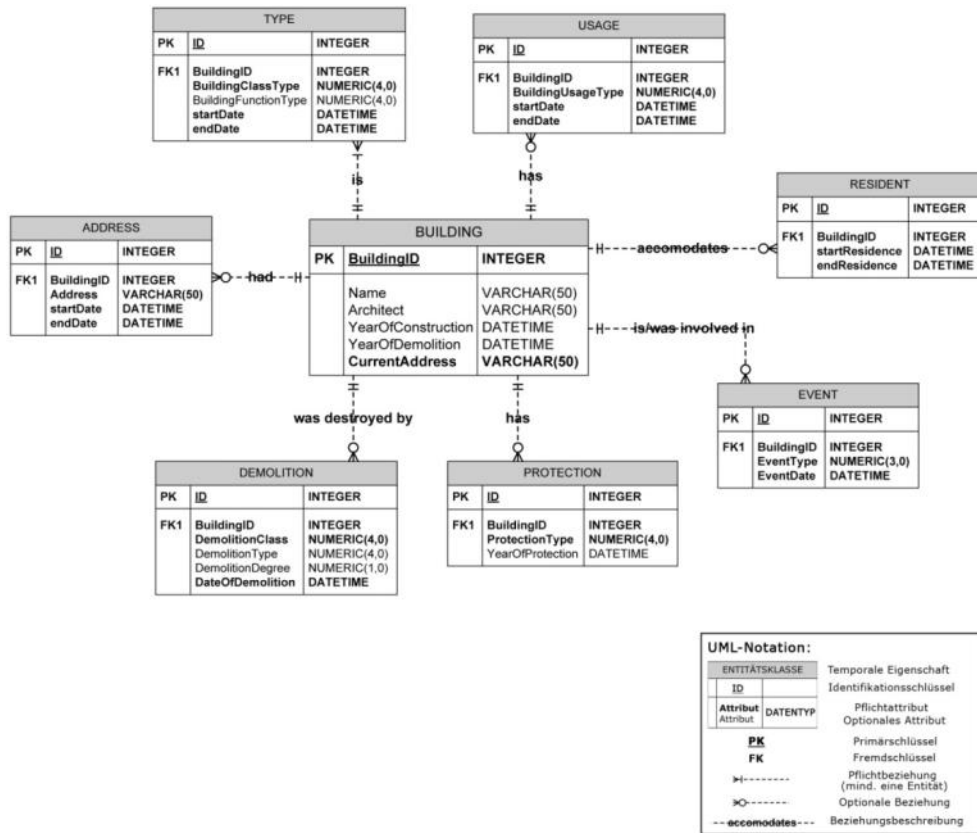 TYPE
PK ID INTEGER
FK1 BuildingID INTEGER
BuildingClassType NUMERIC(4,0)
BuildingFunctionType NUMERIC(4,0)
startDate DATETIME
endDate DATETIME
USAGE
PK ID INTEGER
FK1 BuildingID INTEGER
BuildingUsageType NUMERIC(4,0)
startDate DATETIME
endDate DATETIME
is
has
RESIDENT
PK ID INTEGER
FK1 BuildingID INTEGER
startResidence DATETIME
endResidence DATETIME
ADDRESS
PK ID INTEGER
FK1 BuildingID INTEGER
Address VARCHAR(50)
startDate DATETIME
endDate DATETIME
had
BUILDING
PK BuildingID INTEGER
Name VARCHAR(50)
Architect VARCHAR(50)
YearOfConstruction DATETIME
YearOfDemolition DATETIME
CurrentAddress VARCHAR(50)
accomodates
is/was involved in
EVENT
PK ID INTEGER
FK1 BuildingID INTEGER
EventType NUMERIC(3,0)
EventDate DATETIME
was destroyed by
has
DEMOLITION
PK ID INTEGER
FK1 BuildingID INTEGER
DemolitionClass NUMERIC(4,0)
DemolitionType NUMERIC(4,0)
DemolitionDegree NUMERIC(1,0)
DateOfDemolition DATETIME
PROTECTION
PK ID INTEGER
FK1 BuildingID INTEGER
ProtectionType NUMERIC(4,0)
YearOfProtection DATETIME
UML-Notation:
ENTITÄTSKLASSE Temporale Eigenschaft
ID Identifikationsschlüssel
Attribut DATENTYP Pflichtattribut
Attribut Optionales Attribut
PK Primärschlüssel
FK Fremdschlüssel
Pflichtbeziehung
(mind. eine Entität)
Optionale Beziehung
accomodates Beziehungsbeschreibung